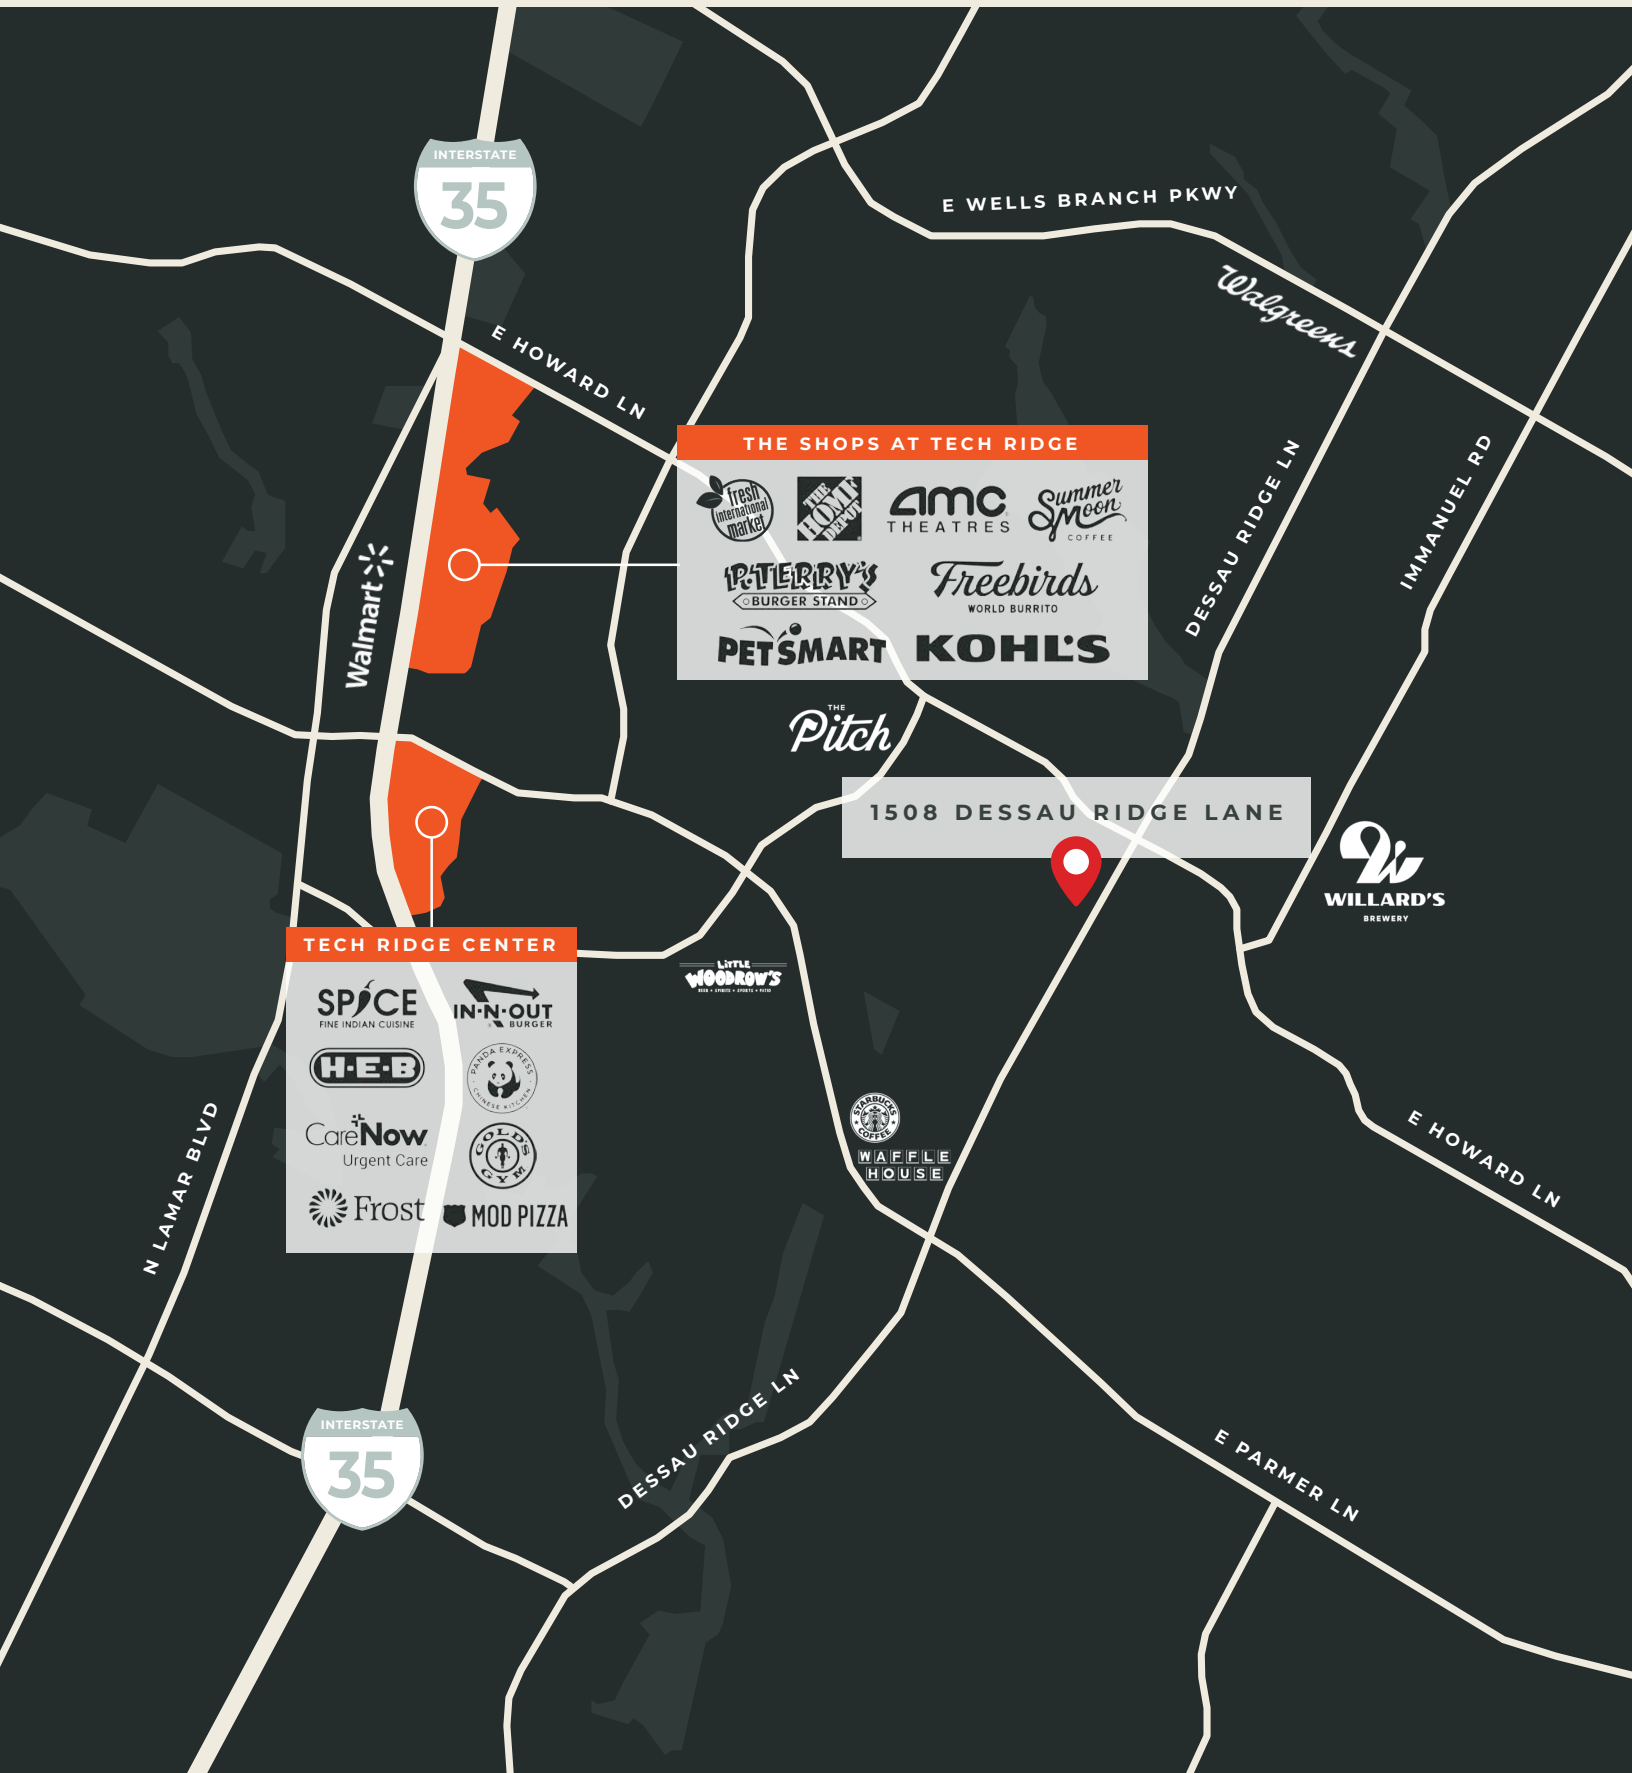 INTERSTATE
35
E WELLS BRANCH PKWY
Walgreens
E HOWARD LN
THE SHOPS AT TECH RIDGE
fresh
international
market
THE
HOME
DEPOT
amc
THEATRES
Summer
Moon
COFFEE
P. TERRY'S
BURGER STAND
Freebirds
WORLD BURRITO
PETSMART
KOHL'S
DESSAU RIDGE LN
IMMANUEL RD
Walmart
THE
Pitch
1508 DESSAU RIDGE LANE
WILLARD'S
BREWERY
TECH RIDGE CENTER
SPICE
FINE INDIAN CUISINE
IN-N-OUT
BURGER
H-E-B
PANDA EXPRESS
CHINESE KITCHEN
CareNow
Urgent Care
GOLD'S
GYM
Frost
MOD PIZZA
LITTLE
WOODROW'S
BEER + SPIRITS + SPORTS + PATIO
STARBUCKS
COFFEE
WAFFLE
HOUSE
N LAMAR BLVD
E HOWARD LN
DESSAU RIDGE LN
INTERSTATE
35
E PARMER LN